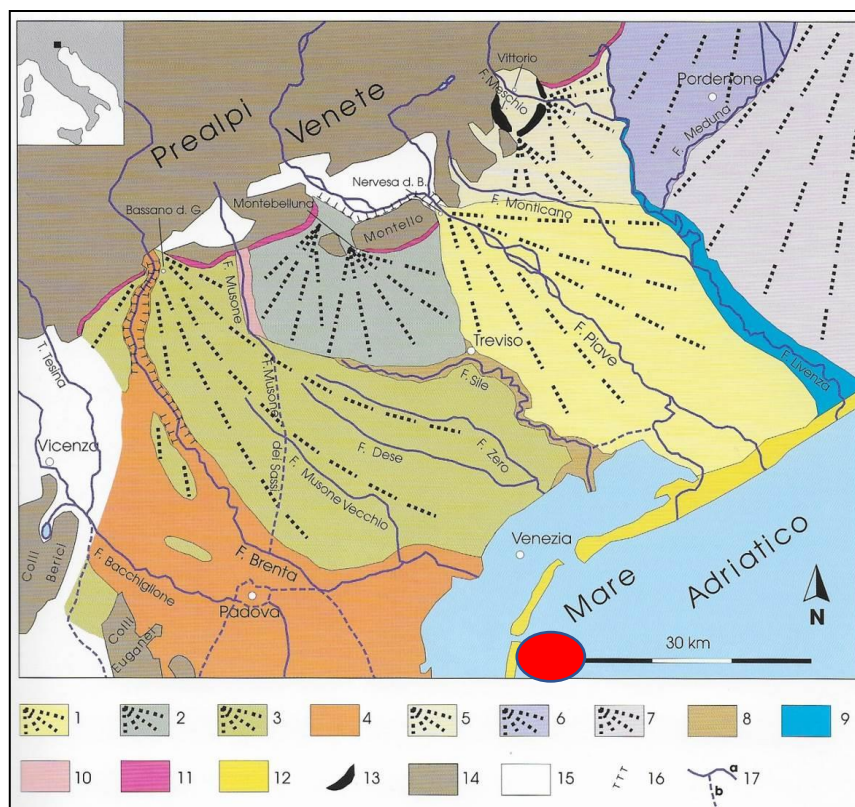 Vittorio
F. Meschio
Pordenone
F. Meduna
Prealpi
Venete
Nervesa d. B.
Montebelluna
Bassano d. G.
Montello
F. Monticano
F. Musone
Treviso
F. Piave
F. Livenza
T. Tesina
F. Sile
F. Musone
dei Sassi
F. Zero
F. Dese
Vicenza
F. Musone Vecchio
Venezia
Adriatico
Mare
Colli
Berici
F. Brenta
F. Bacchiglione
Padova
Colli
Euganei
N
30 km
1 2 3 4 5 6 7 8 9
10 11 12 13 14 15 16 a b 17